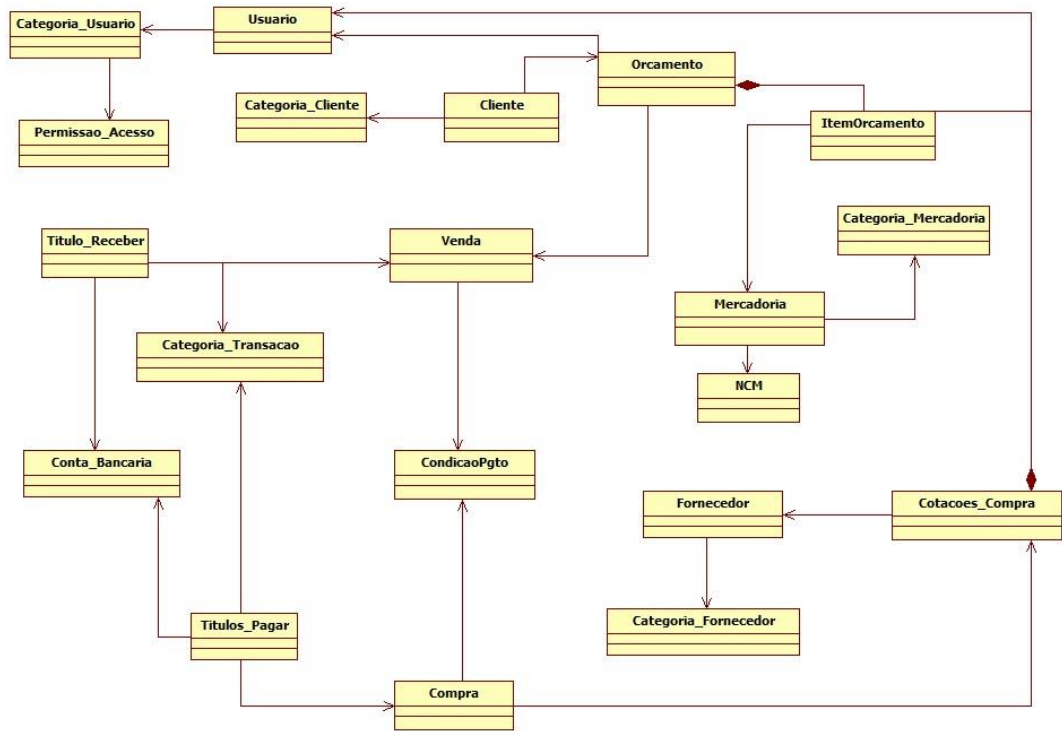 Categoria_Usuario
Usuario
Orcamento
Categoria_Cliente
Cliente
ItemOrcamento
Permissao_Acesso
Categoria_Mercadoria
Titulo_Receber
Venda
Mercadoria
Categoria_Transacao
NCM
Conta_Bancaria
CondicaoPgto
Fornecedor
Cotacoes_Compra
Titulos_Pagar
Categoria_Fornecedor
Compra